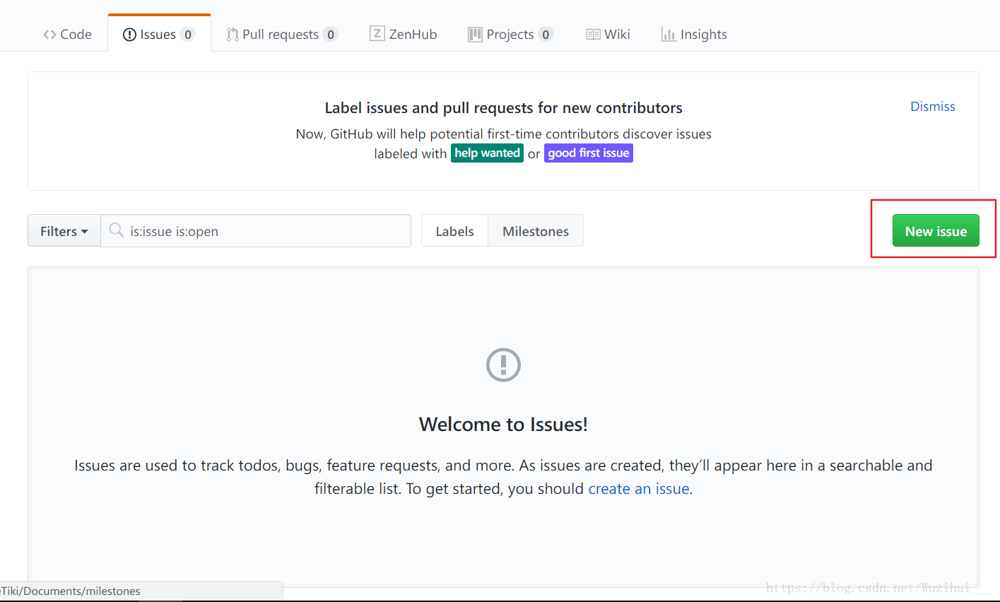 Code Issues 0 Pull requests 0 ZenHub Projects 0 Wiki Insights
Label issues and pull requests for new contributors
Dismiss
Now, GitHub will help potential first-time contributors discover issues
labeled with help wanted or good first issue
Filters is:issue is:open Labels Milestones New issue
Welcome to Issues!
Issues are used to track todos, bugs, feature requests, and more. As issues are created, they’ll appear here in a searchable and
filterable list. To get started, you should create an issue.
Tiki/Documents/milestones
https://blog.csdn.net/Wuzihui